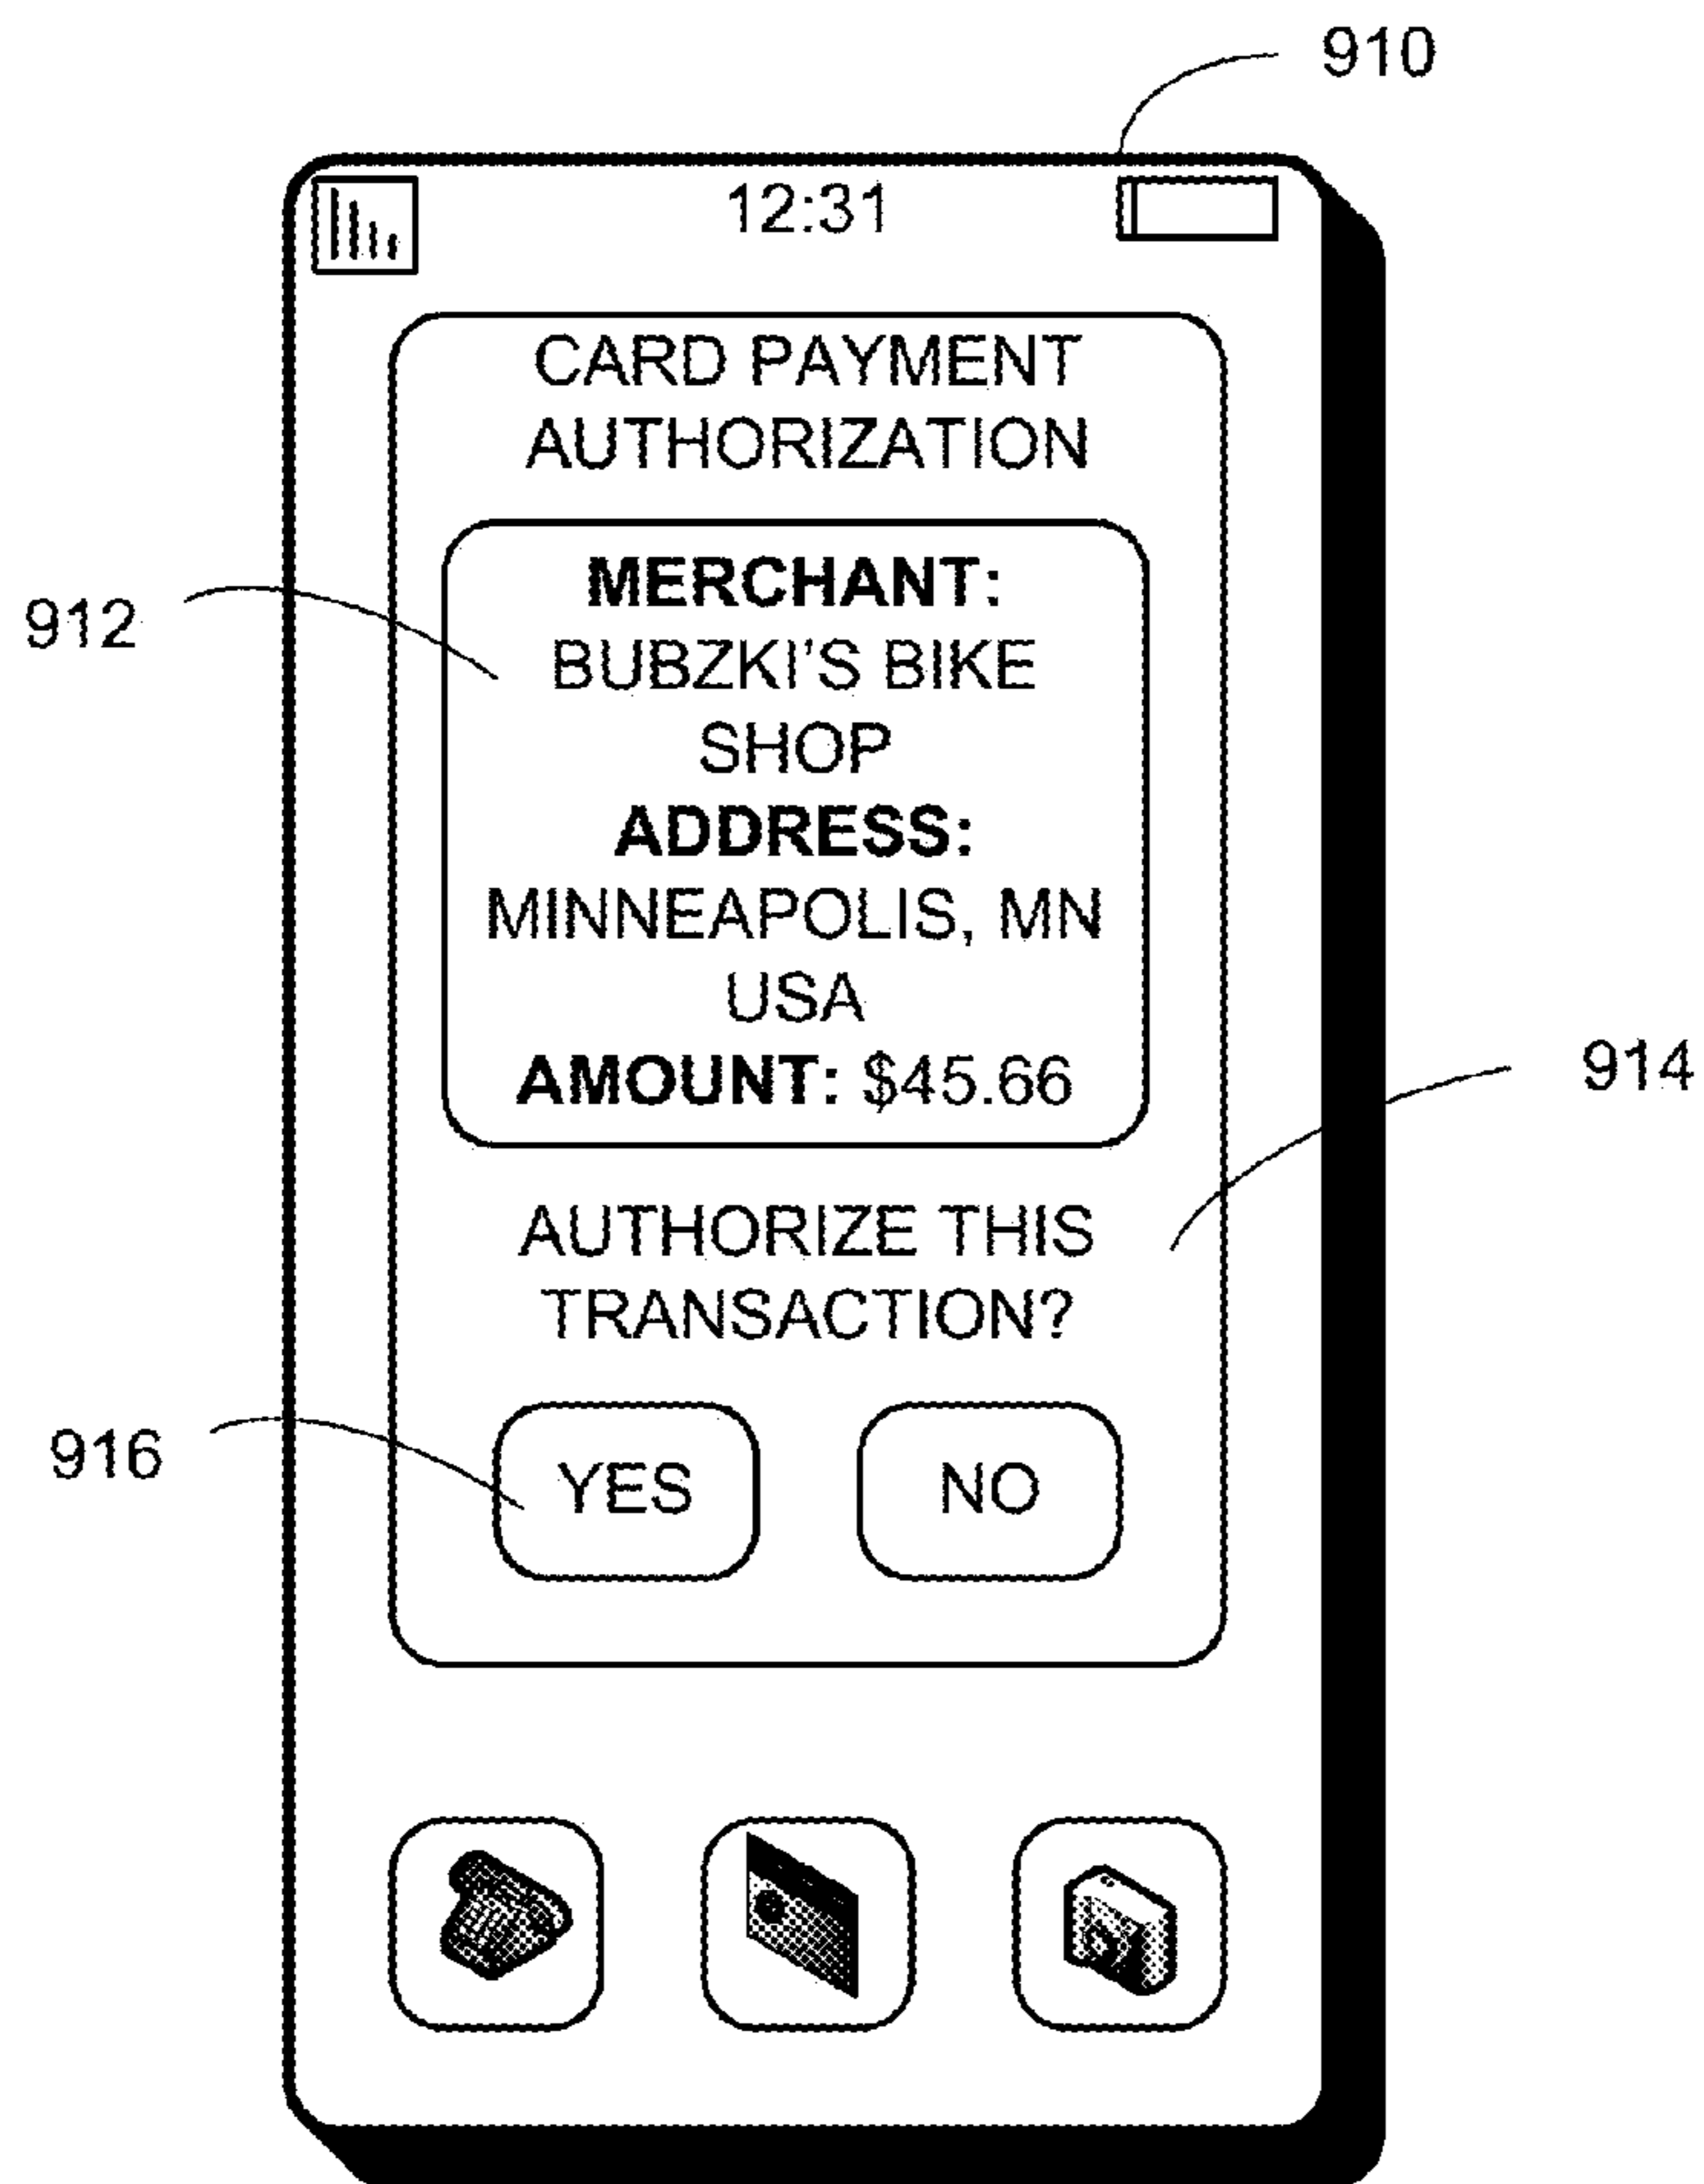 910
12:31
CARD PAYMENT
AUTHORIZATION
MERCHANT:
912
BUBZKI'S BIKE
SHOP
ADDRESS:
MINNEAPOLIS, MN
USA
AMOUNT: $45.66
914
AUTHORIZE THIS
TRANSACTION?
916
YES
NO